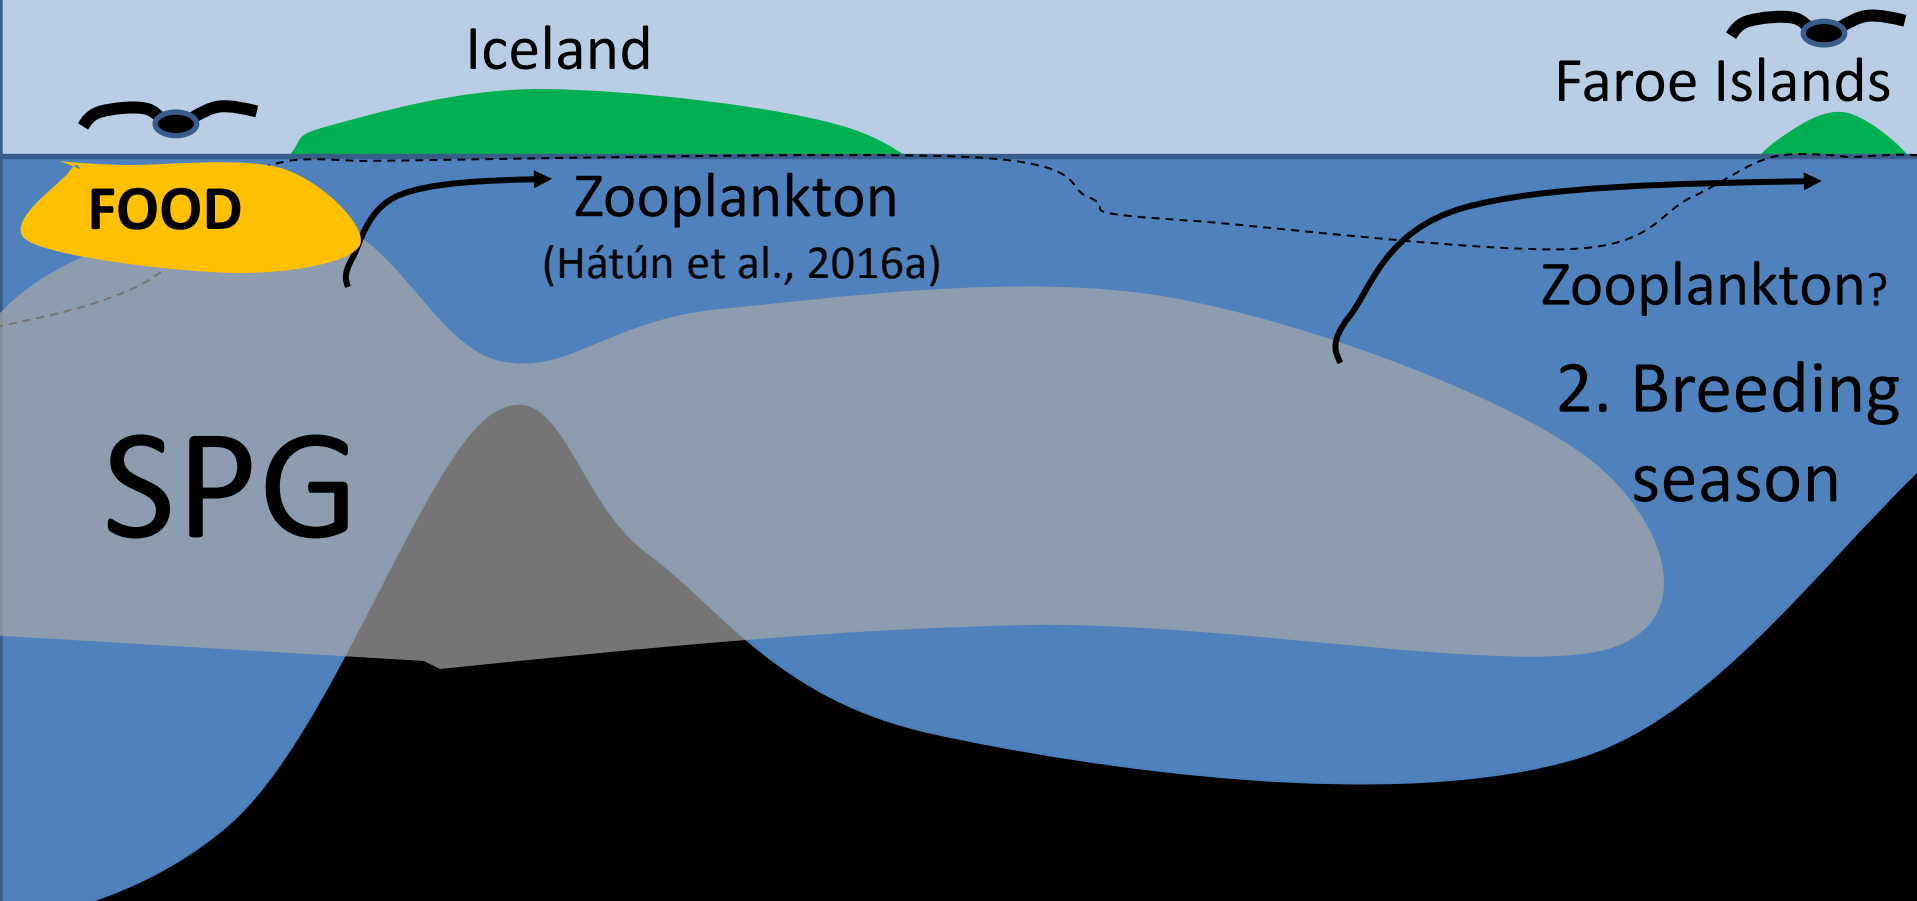 Iceland
Faroe Islands
FOOD
Zooplankton
(Hátún et al., 2016a)
Zooplankton?
SPG
2. Breeding
season